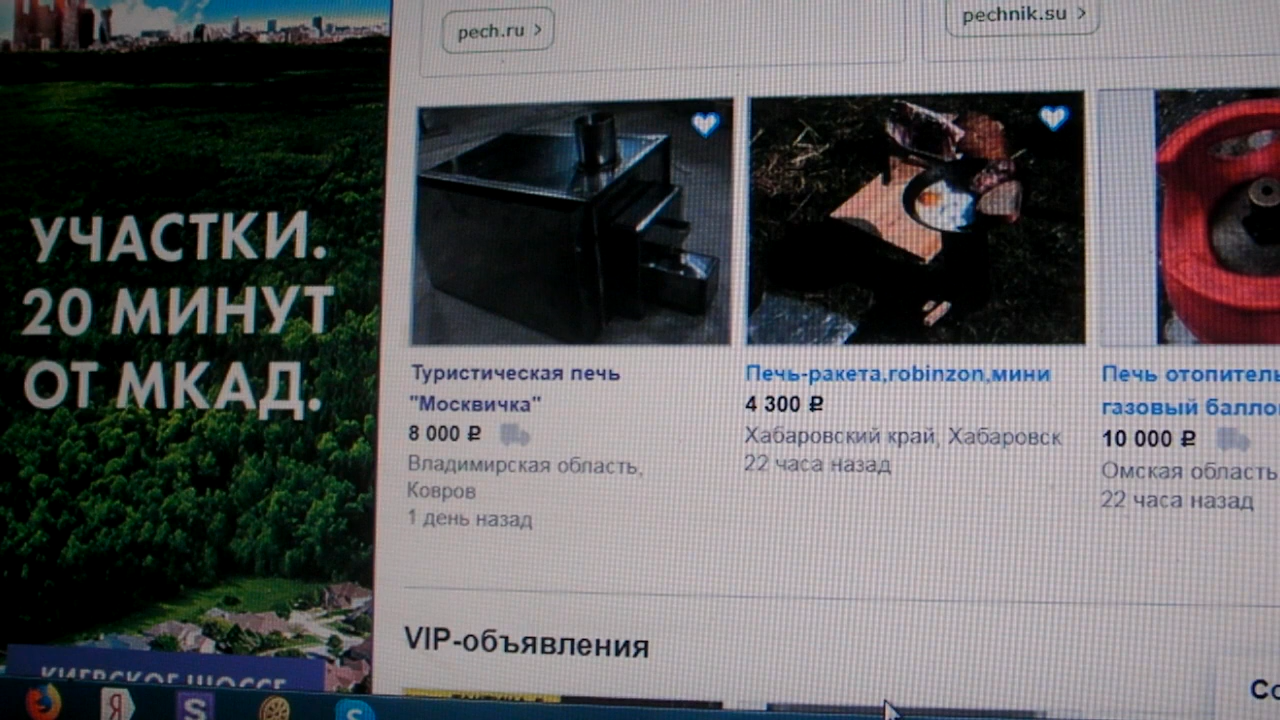 pech.ru >
pechnik.su >
УЧАСТКИ.
20 МИНУТ
ОТ МКАД.
Туристическая печь
"Москвичка"
8 000 ₽
Владимирская область,
Ковров
1 день назад
Печь-ракета,robinzon,мини
4 300 ₽
Хабаровский край, Хабаровск
22 часа назад
Печь отопитель
газовый балло
10 000 ₽
Омская область
22 часа назад
VIP-объявления
КИЕВСКОЕ ШОССЕ
Я
S
S